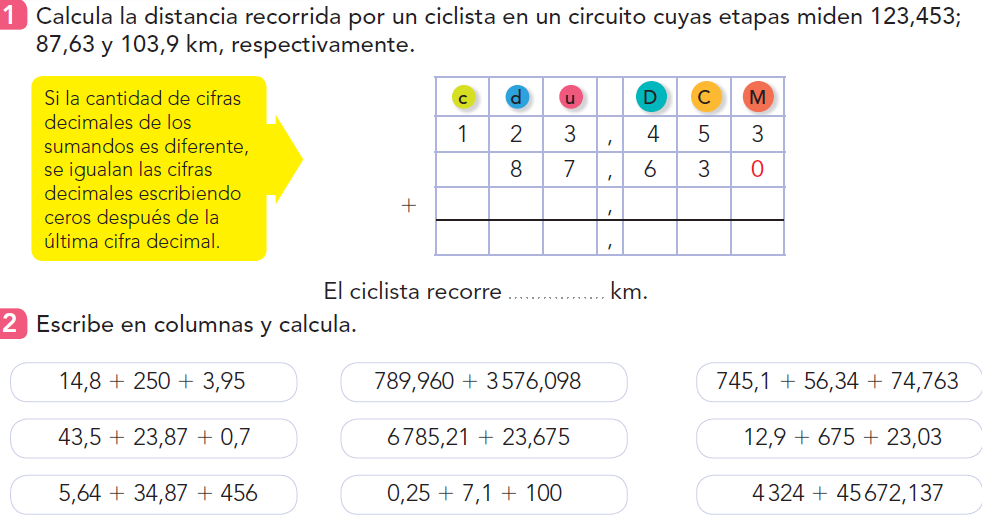 1 Calcula la distancia recorrida por un ciclista en un circuito cuyas etapas miden 123,453;
87,63 y 103,9 km, respectivamente.
Si la cantidad de cifras
decimales de los
sumandos es diferente,
se igualan las cifras
decimales escribiendo
ceros después de la
última cifra decimal.
c d u D C M
1 2 3 , 4 5 3
8 7 , 6 3 0
+ ,
,
El ciclista recorre ................. km.
2 Escribe en columnas y calcula.
14,8 + 250 + 3,95 789,960 + 3 576,098 745,1 + 56,34 + 74,763
43,5 + 23,87 + 0,7 6 785,21 + 23,675 12,9 + 675 + 23,03
5,64 + 34,87 + 456 0,25 + 7,1 + 100 4 324 + 45 672,137